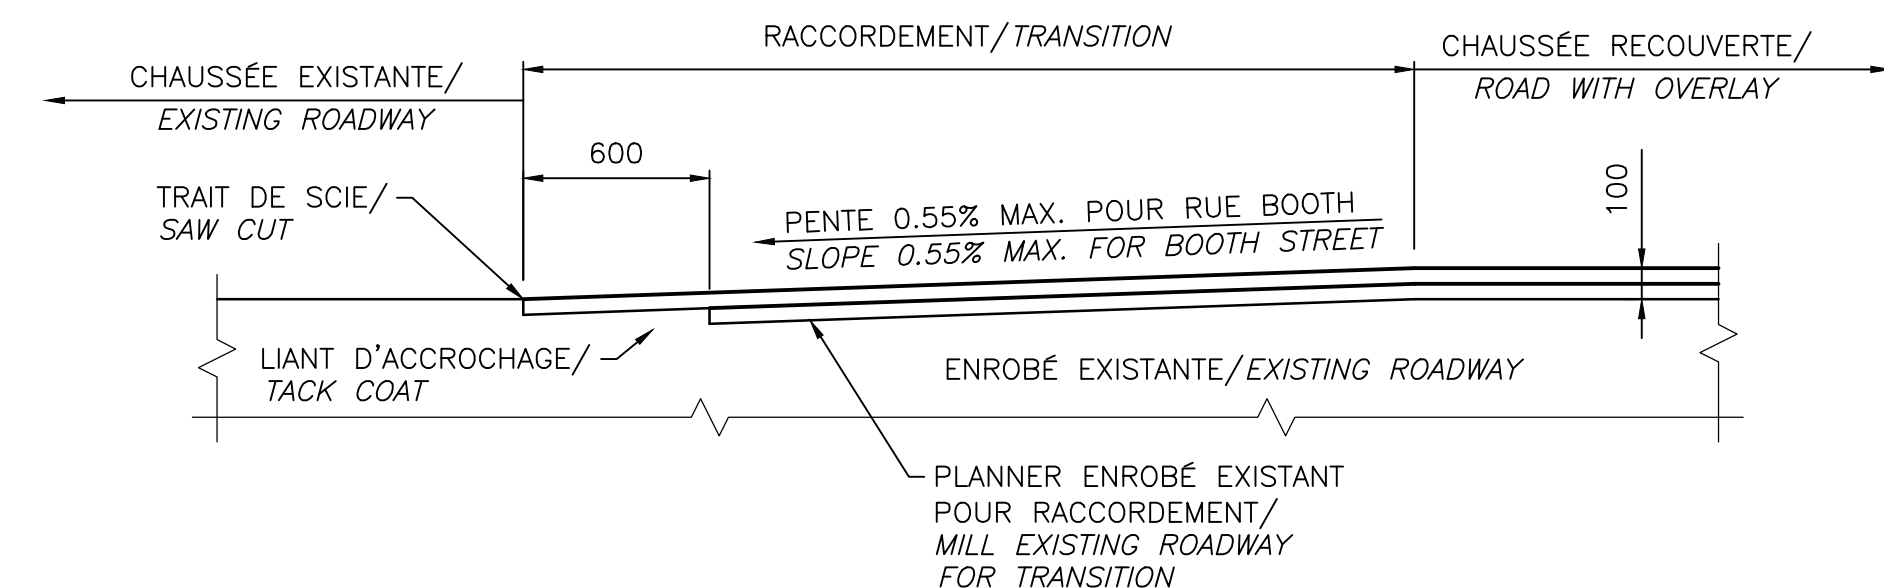 RACCORDEMENT/TRANSITION
CHAUSSÉE RECOUVERTE/
ROAD WITH OVERLAY
CHAUSSÉE EXISTANTE/
EXISTING ROADWAY
600
100
TRAIT DE SCIE/
SAW CUT
PENTE 0.55% MAX. POUR RUE BOOTH
SLOPE 0.55% MAX. FOR BOOTH STREET
LIANT D'ACCROCHAGE/
TACK COAT
ENROBÉ EXISTANTE/EXISTING ROADWAY
PLANNER ENROBÉ EXISTANT
POUR RACCORDEMENT/
MILL EXISTING ROADWAY
FOR TRANSITION